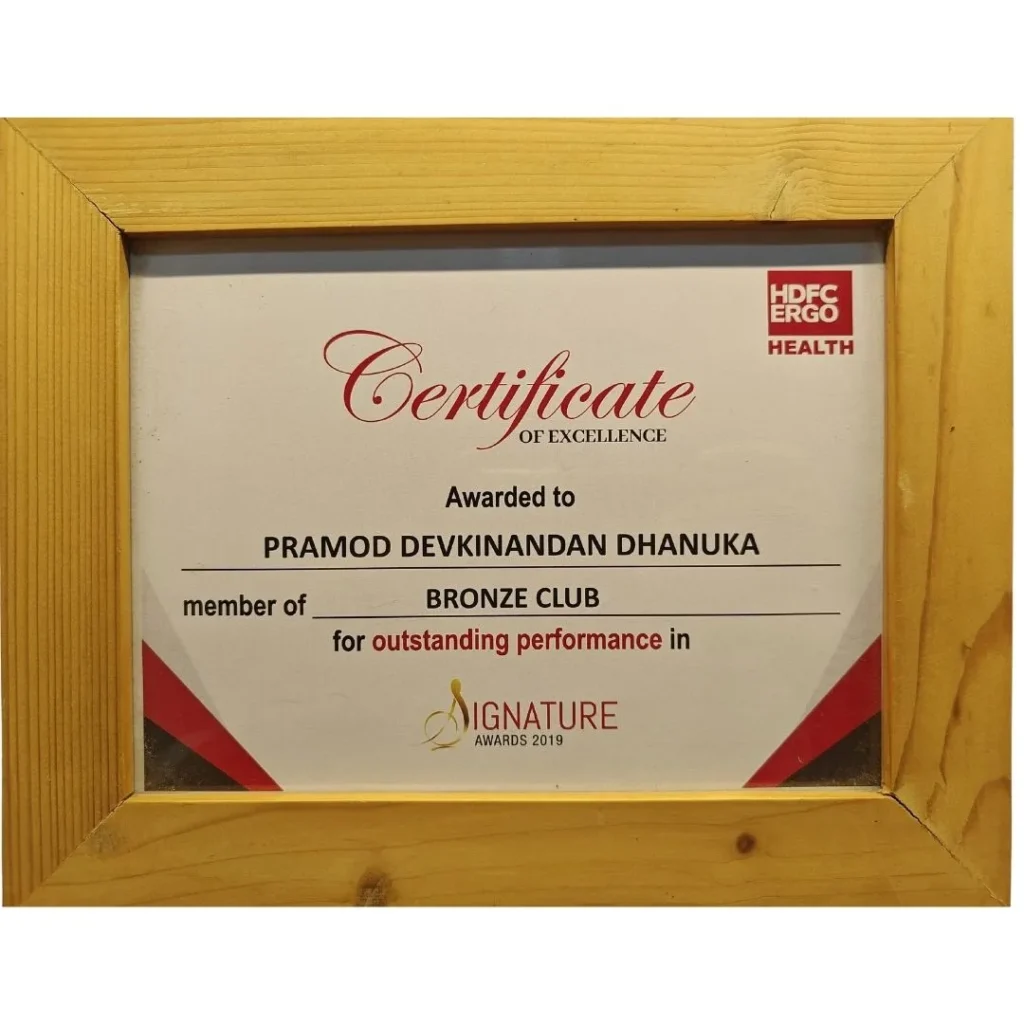 HDFC
ERGO
HEALTH
Certificate
OF EXCELLENCE
Awarded to
PRAMOD DEVKINANDAN DHANUKA
member of BRONZE CLUB
for outstanding performance in
SIGNATURE
AWARDS 2019